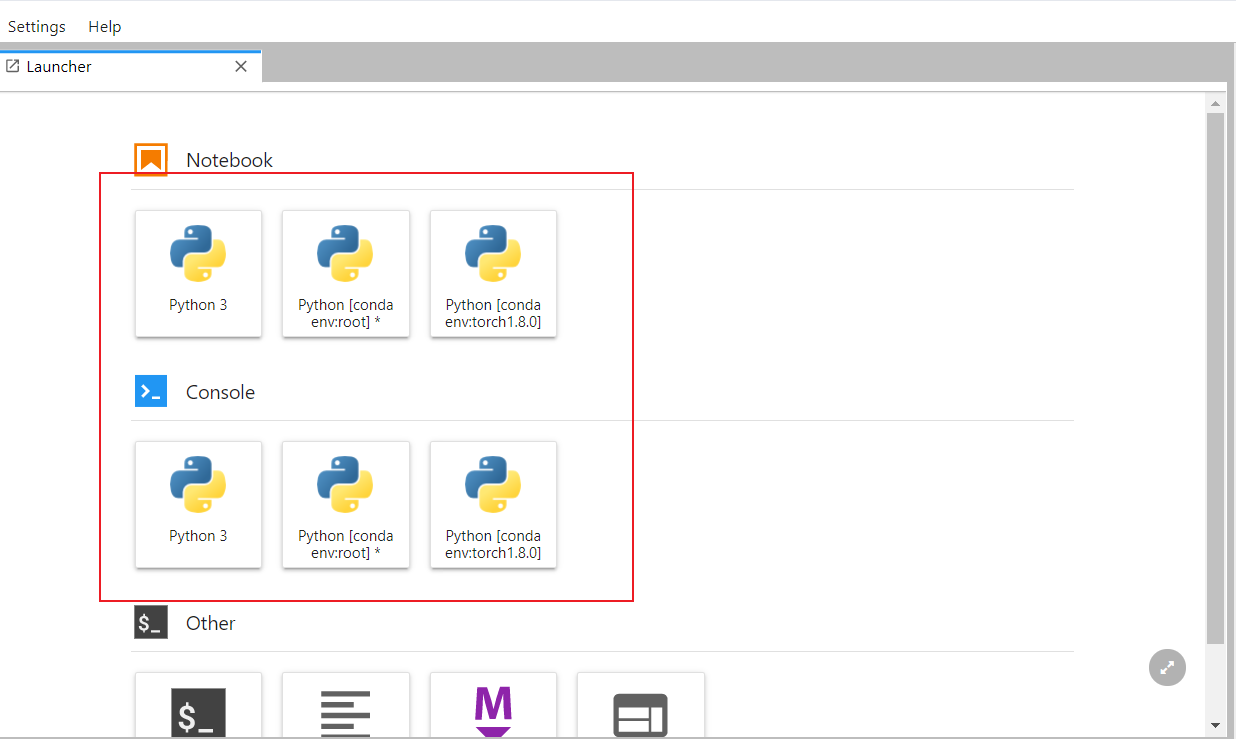 Settings Help
Launcher
Notebook
Python 3
Python [conda
env:root] *
Python [conda
env:torch1.8.0]
Console
Python 3
Python [conda
env:root] *
Python [conda
env:torch1.8.0]
$_ Other
$_
M